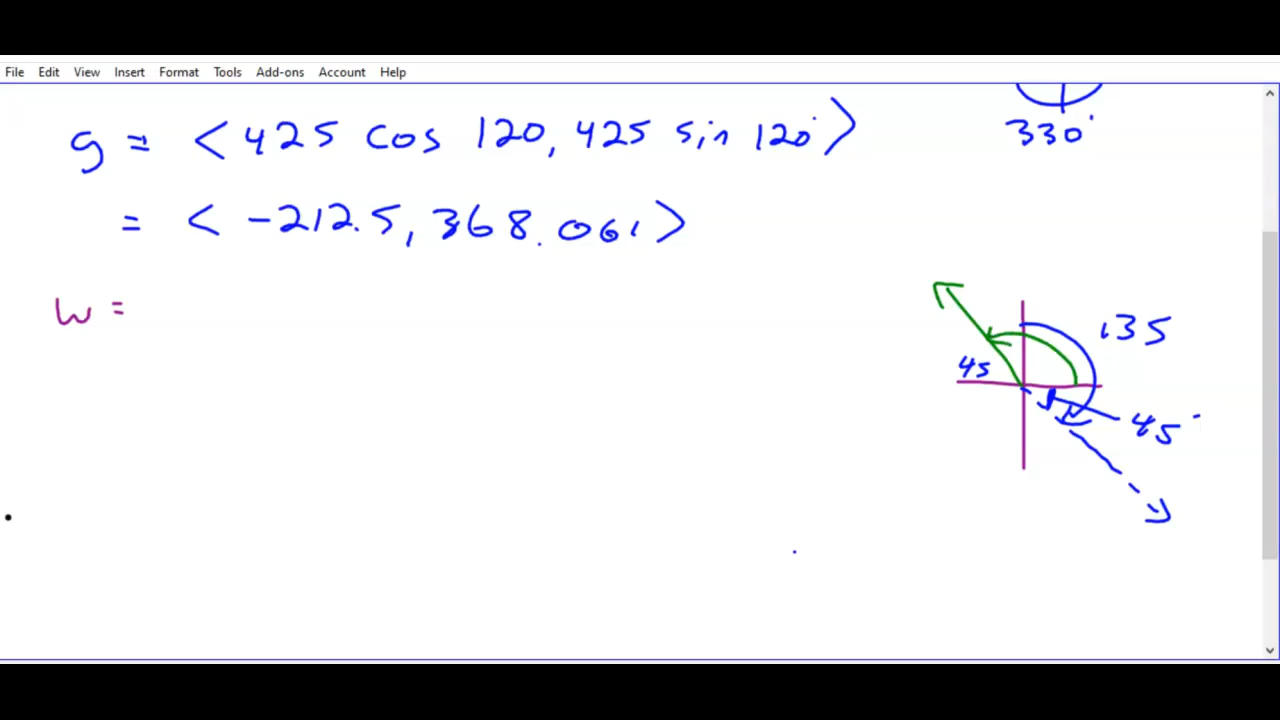 File Edit View Insert Format Tools Add-ons Account Help
g = <425 cos 120, 425 sin 120°>
330°
= < -212.5, 368.061>
w =
135
45
45°